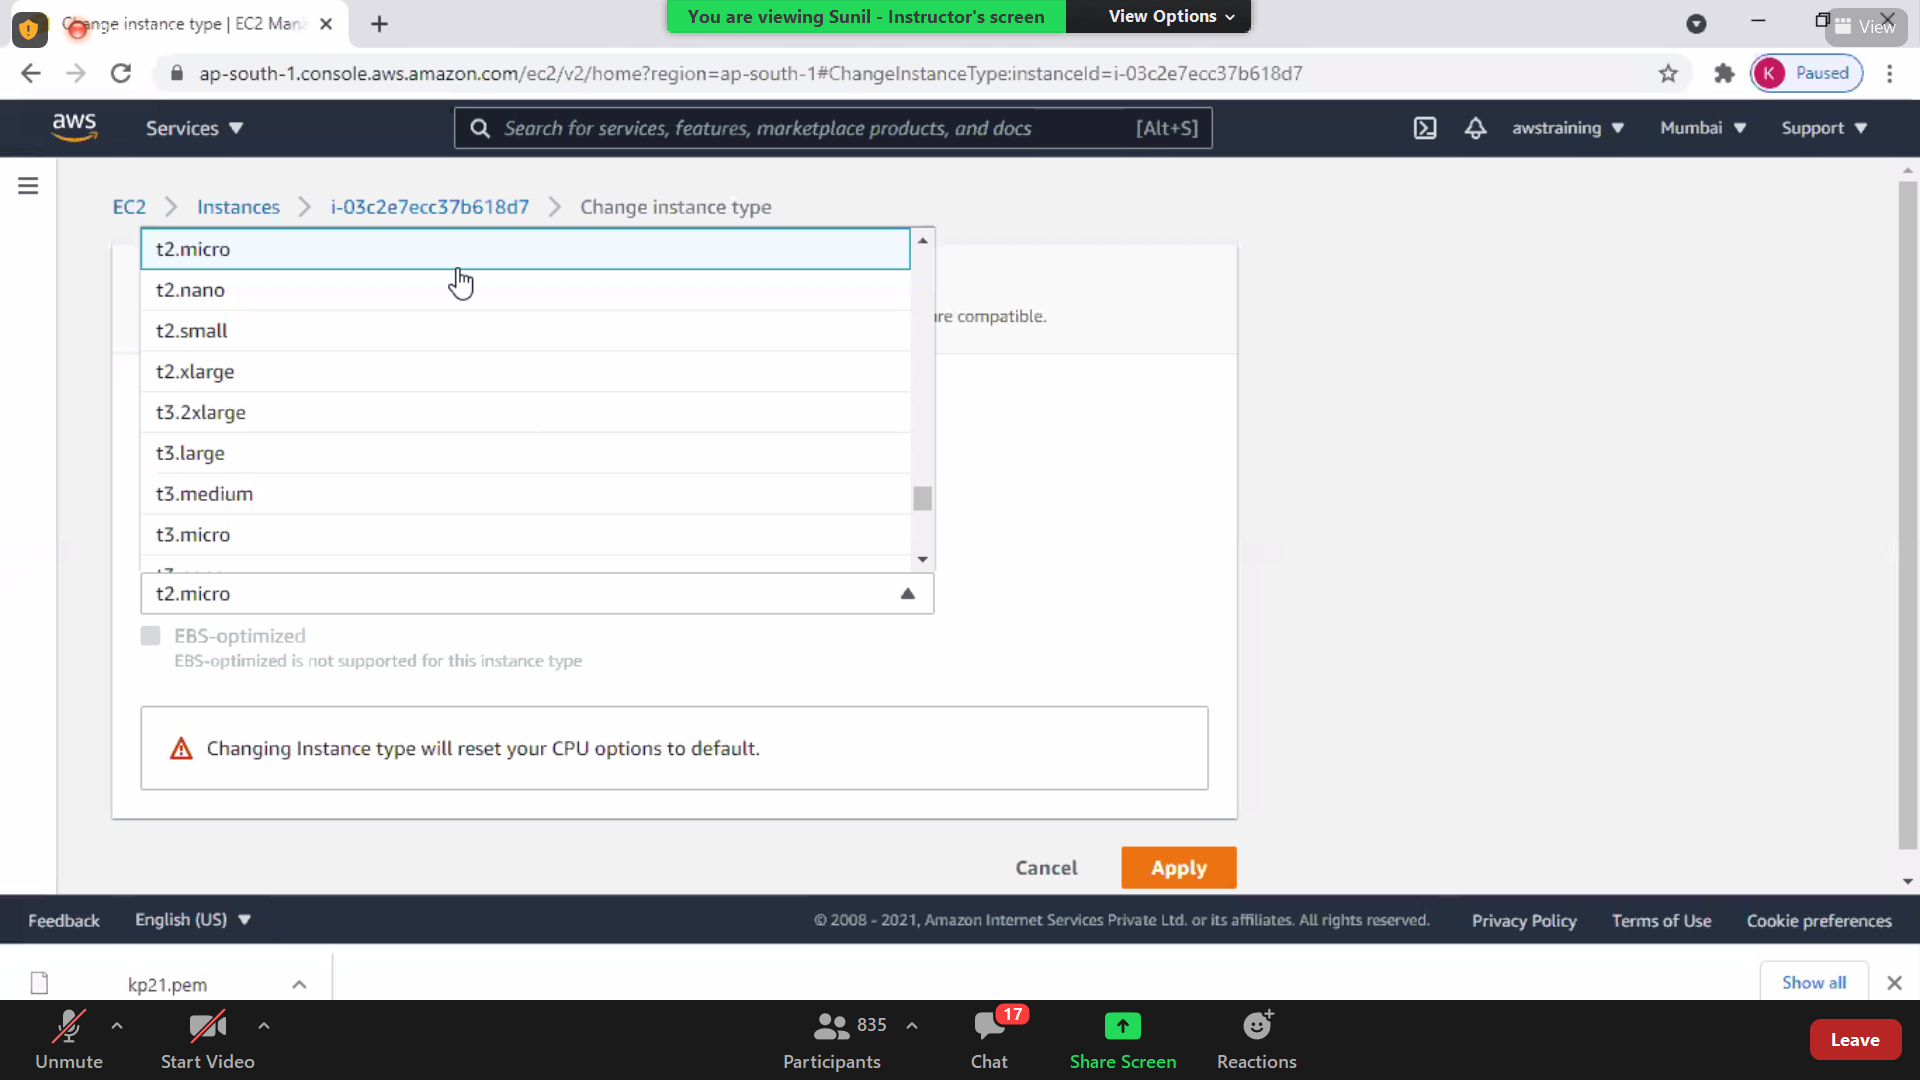 Change instance type | EC2 Mana
You are viewing Sunil - Instructor's screen
View Options
View
ap-south-1.console.aws.amazon.com/ec2/v2/home?region=ap-south-1#ChangeInstanceType:instanceId=i-03c2e7ecc37b618d7
K Paused
aws
Services
Search for services, features, marketplace products, and docs
[Alt+S]
awstraining
Mumbai
Support
EC2
Instances
i-03c2e7ecc37b618d7
Change instance type
t2.micro
t2.nano
t2.small
t2.xlarge
t3.2xlarge
t3.large
t3.medium
t3.micro
are compatible.
t2.micro
EBS-optimized
EBS-optimized is not supported for this instance type
Changing Instance type will reset your CPU options to default.
Cancel
Apply
Feedback
English (US)
© 2008 - 2021, Amazon Internet Services Private Ltd. or its affiliates. All rights reserved.
Privacy Policy
Terms of Use
Cookie preferences
kp21.pem
Show all
Unmute
Start Video
835
Participants
17
Chat
Share Screen
Reactions
Leave